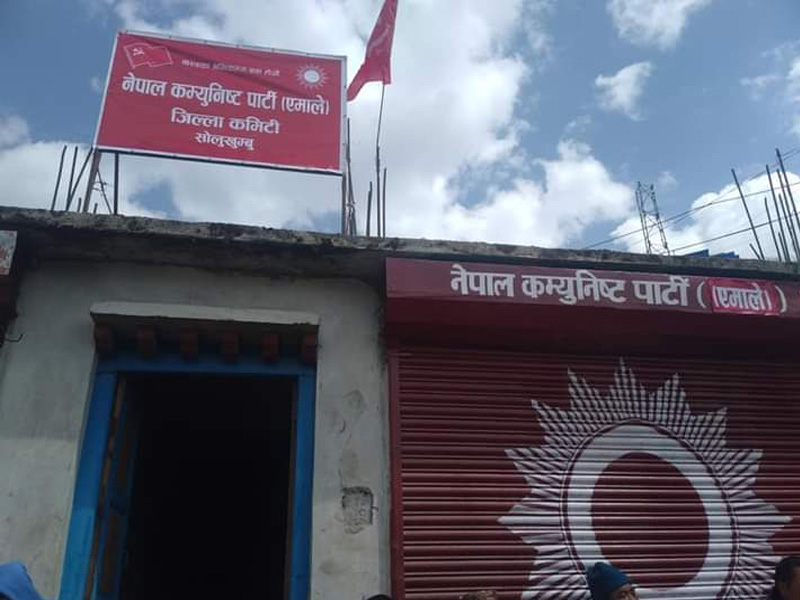 नेपाल कम्युनिष्ट पार्टी (एमाले)
जिल्ला कमिटी
सोलुखुम्बु
नेपाल कम्युनिष्ट पार्टी (एमाले)